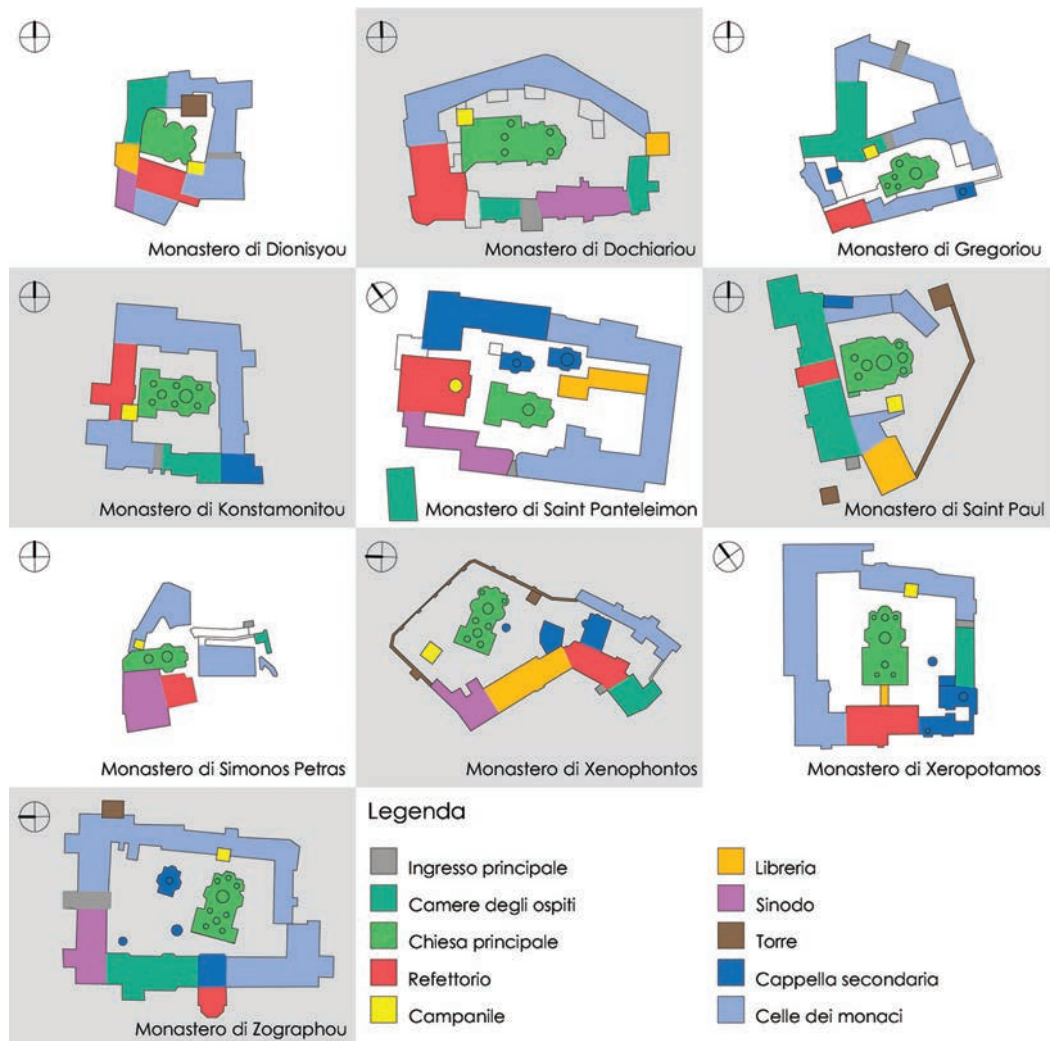 Monastero di Dionisyou
Monastero di Dochiariou
Monastero di Gregoriou
Monastero di Konstamonitou
Monastero di Saint Panteleimon
Monastero di Saint Paul
Monastero di Simonos Petras
Monastero di Xenophontos
Monastero di Xeropotamos
Monastero di Zographou
Legenda
Ingresso principale
Camere degli ospiti
Chiesa principale
Refettorio
Campanile
Libreria
Sinodo
Torre
Cappella secondaria
Celle dei monaci